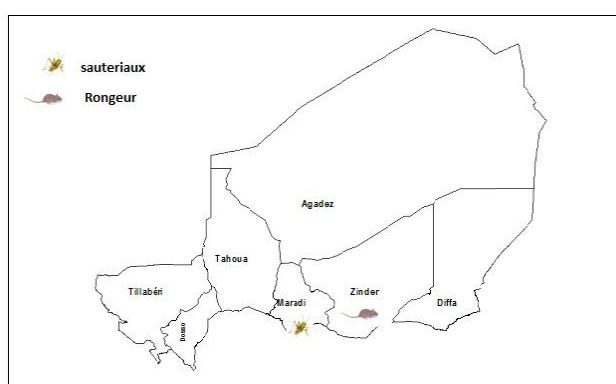 sauteriaux
Rongeur
Agadez
Tahoua
Tillabéri
Maradi
Zinder
Diffa
Dosso